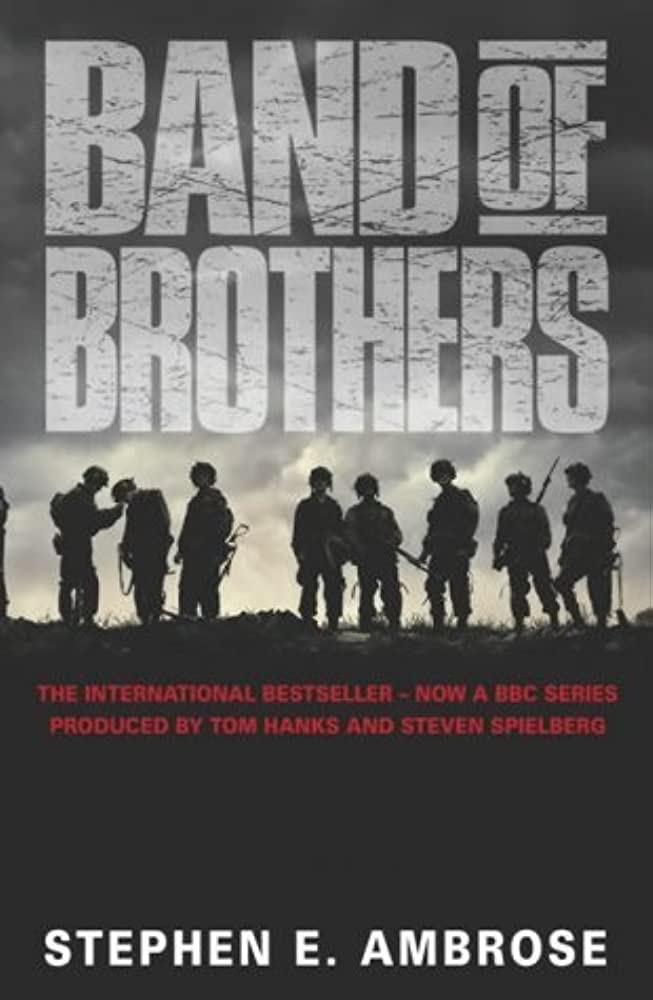 BAND OF
BROTHERS
THE INTERNATIONAL BESTSELLER – NOW A BBC SERIES
PRODUCED BY TOM HANKS AND STEVEN SPIELBERG
STEPHEN E. AMBROSE